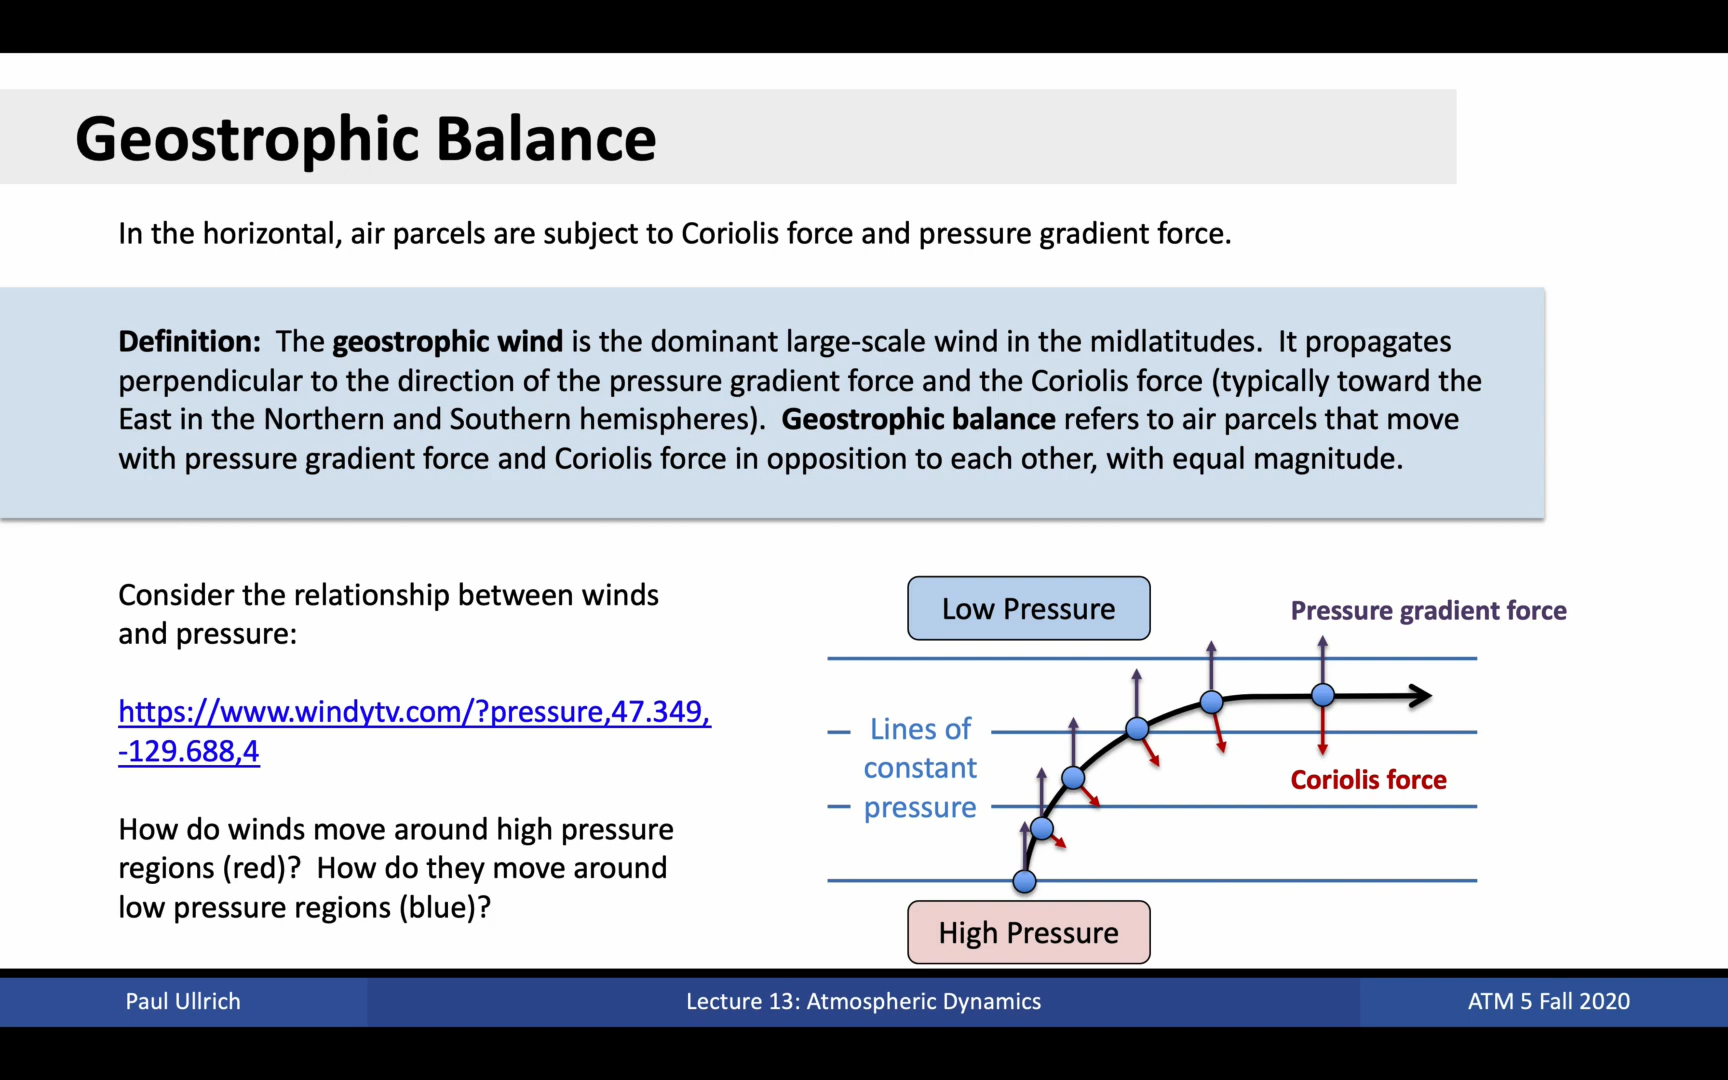 Geostrophic Balance
In the horizontal, air parcels are subject to Coriolis force and pressure gradient force.
Definition: The geostrophic wind is the dominant large-scale wind in the midlatitudes. It propagates
perpendicular to the direction of the pressure gradient force and the Coriolis force (typically toward the
East in the Northern and Southern hemispheres). Geostrophic balance refers to air parcels that move
with pressure gradient force and Coriolis force in opposition to each other, with equal magnitude.
Consider the relationship between winds
and pressure:
https://www.windytv.com/?pressure,47.349,
-129.688,4
How do winds move around high pressure
regions (red)? How do they move around
low pressure regions (blue)?
Low Pressure
Pressure gradient force
Lines of
constant
pressure
Coriolis force
High Pressure
Paul Ullrich
Lecture 13: Atmospheric Dynamics
ATM 5 Fall 2020